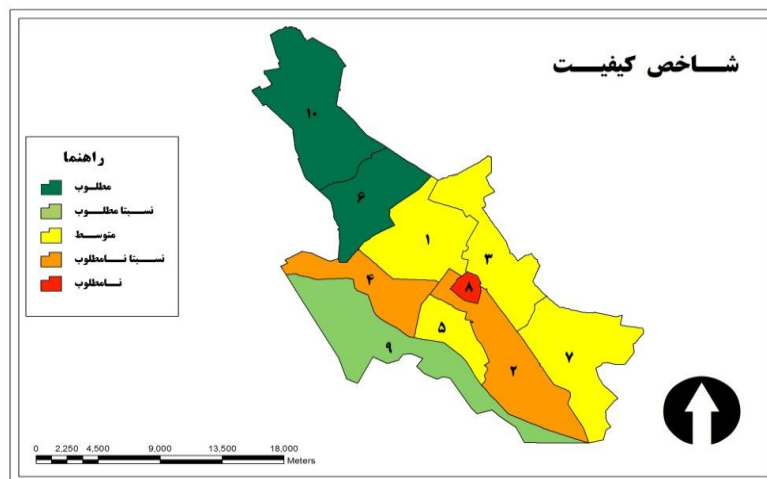 شاخص کیفیت
راهنما
مطلوب
نسبتا مطلوب
متوسط
نسبتا نامطلوب
نامطلوب
۱۰
۶
۱
۳
۴
۸
۵
۹
۲
۷
0 2,250 4,500 9,000 13,500 18,000
Meters